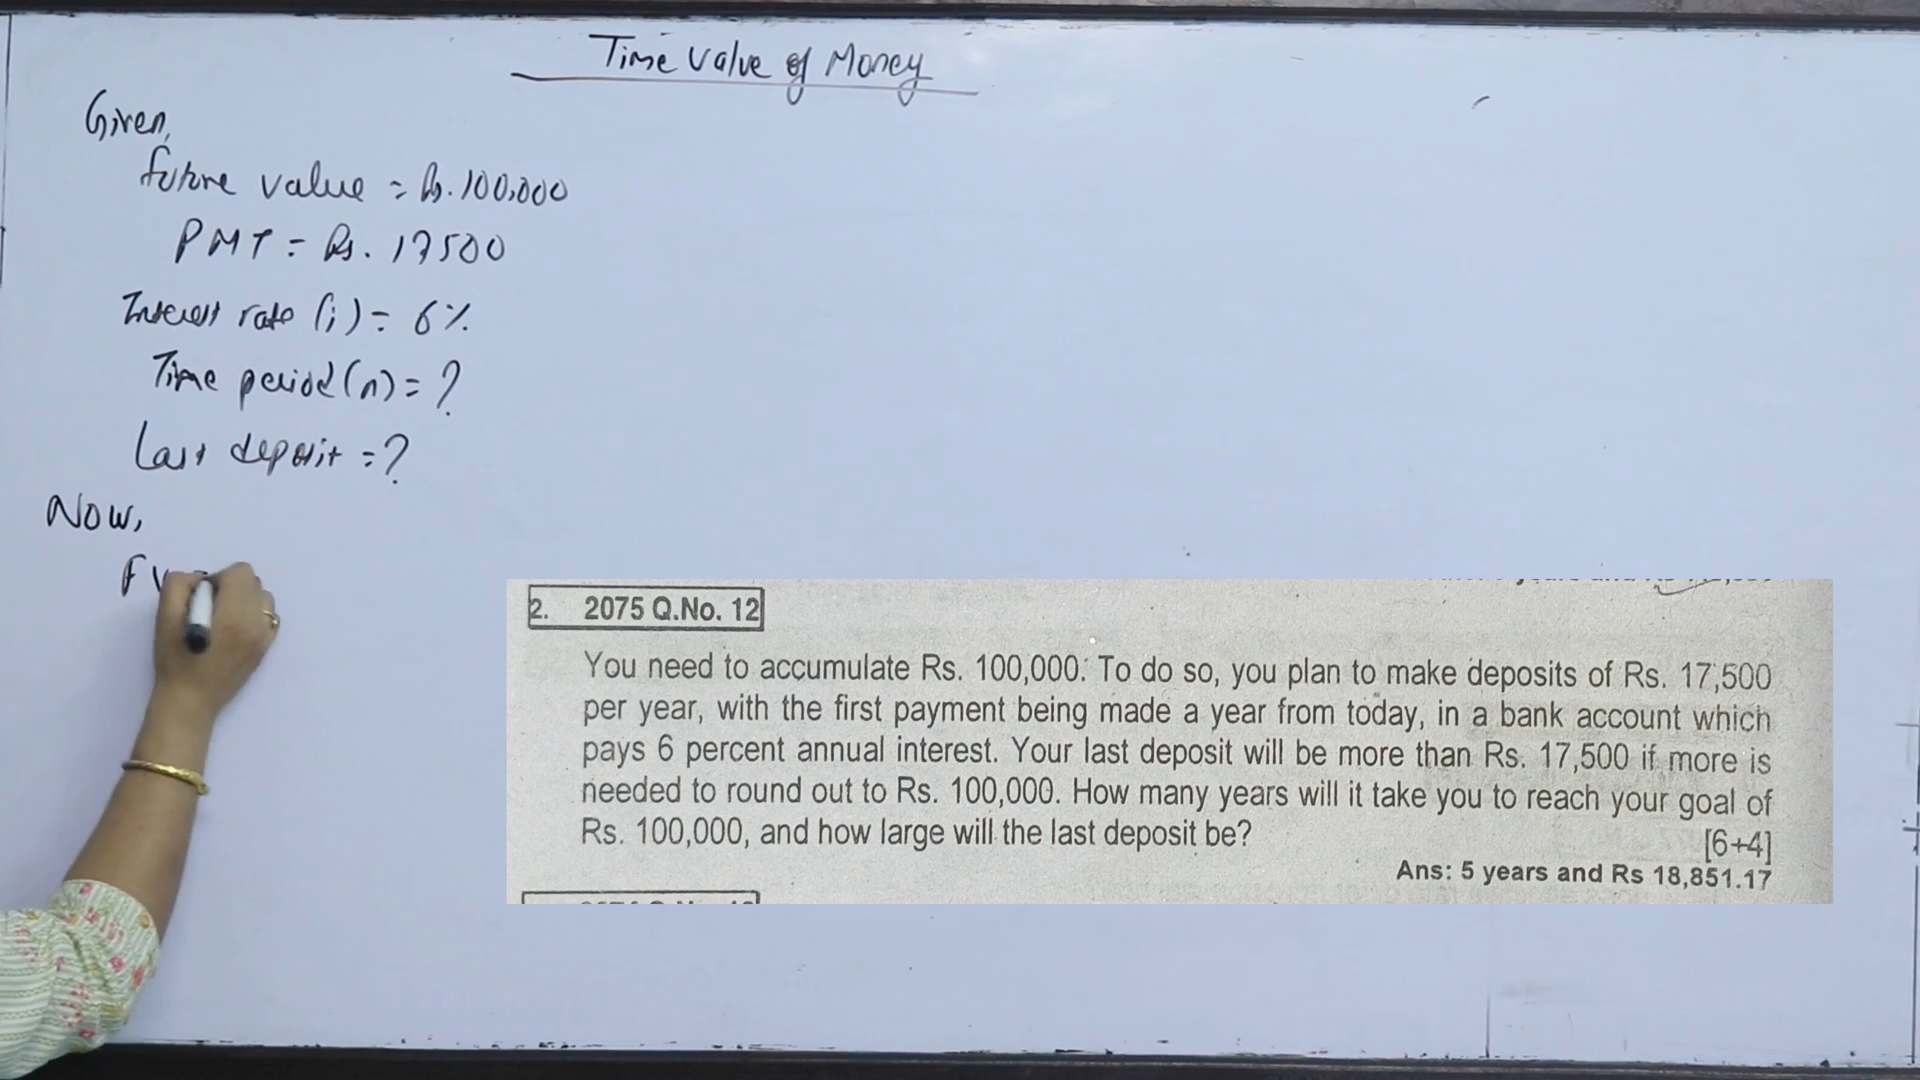 Time Value of Money
Given,
future value = Rs. 100,000
PMT = Rs. 17500
Interest rate (i) = 6%
Time period (n) = ?
Last deposit = ?
Now,
FV =
2. 2075 Q.No. 12
You need to accumulate Rs. 100,000. To do so, you plan to make deposits of Rs. 17,500
per year, with the first payment being made a year from today, in a bank account which
pays 6 percent annual interest. Your last deposit will be more than Rs. 17,500 if more is
needed to round out to Rs. 100,000. How many years will it take you to reach your goal of
Rs. 100,000, and how large will the last deposit be?
[6+4]
Ans: 5 years and Rs 18,851.17